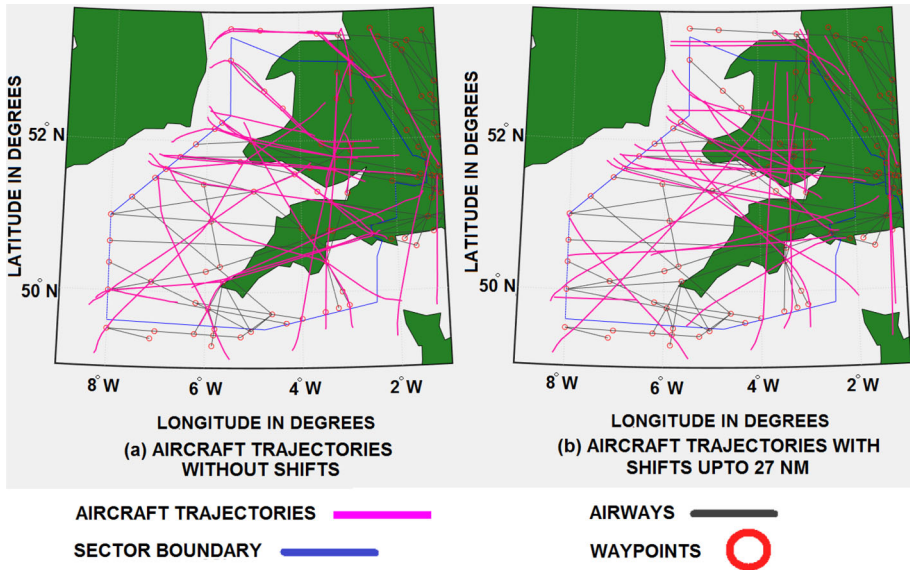 LATITUDE IN DEGREES
52° N
50° N
8° W
6° W
4° W
2° W
LONGITUDE IN DEGREES
(a) AIRCRAFT TRAJECTORIES
WITHOUT SHIFTS
LATITUDE IN DEGREES
52° N
50° N
8° W
6° W
4° W
2° W
LONGITUDE IN DEGREES
(b) AIRCRAFT TRAJECTORIES WITH
SHIFTS UPTO 27 NM
AIRCRAFT TRAJECTORIES
AIRWAYS
SECTOR BOUNDARY
WAYPOINTS